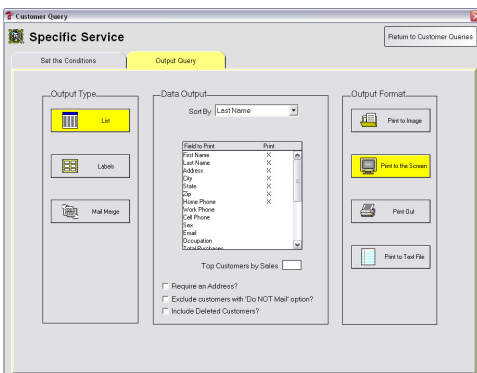 Customer Query
Specific Service
Return to Customer Queries
Set the Conditions
Output Query
Output Type
List
Labels
Mail Merge
Data Output
Sort By Last Name
Field to Print Print
First Name X
Last Name X
Address X
City X
State X
Zip X
Home Phone X
Work Phone
Cell Phone
Sex
Email
Occupation
Total Purchases
Top Customers by Sales
Require an Address?
Exclude customers with 'Do NOT Mail' option?
Include Deleted Customers?
Output Format
Print to Image
Print to the Screen
Print Out
Print to Text File